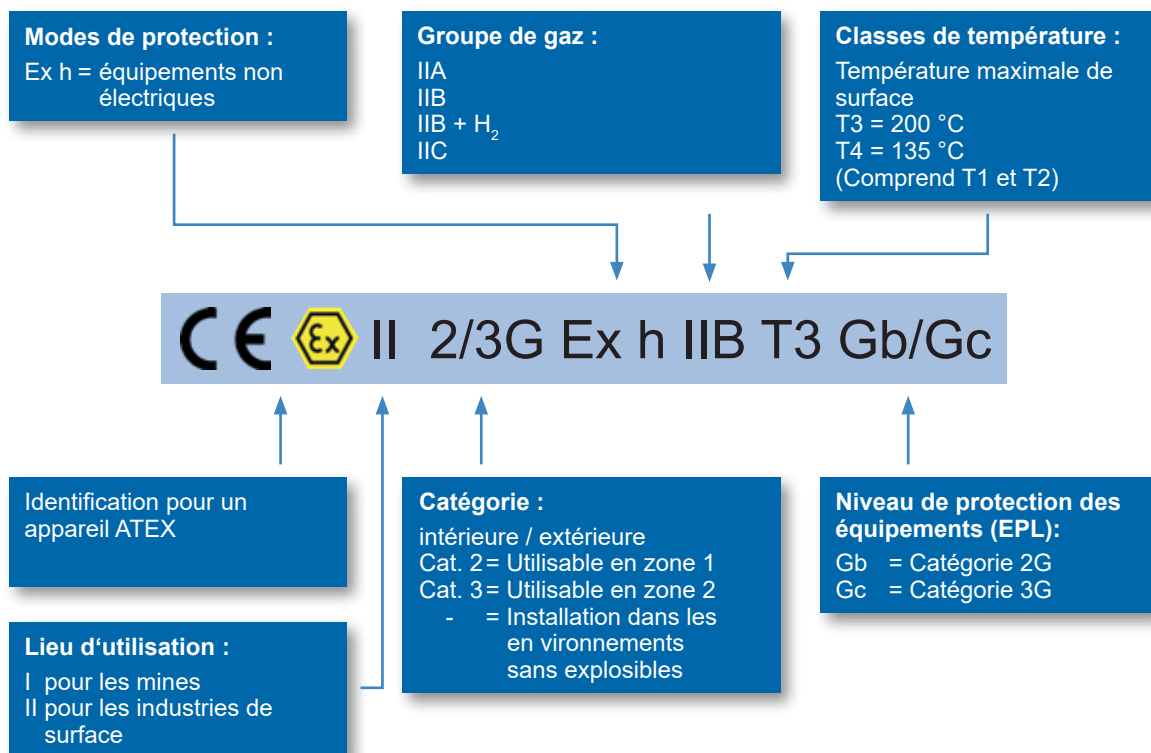 Modes de protection :
Ex h = équipements non
électriques
Groupe de gaz :
IIA
IIB
IIB + H₂
IIC
Classes de température :
Température maximale de
surface
T3 = 200 °C
T4 = 135 °C
(Comprend T1 et T2)
CE Ex II 2/3G Ex h IIB T3 Gb/Gc
Identification pour un
appareil ATEX
Lieu d‘utilisation :
I pour les mines
II pour les industries de
surface
Catégorie :
intérieure / extérieure
Cat. 2 = Utilisable en zone 1
Cat. 3 = Utilisable en zone 2
- = Installation dans les
en vironnements
sans explosibles
Niveau de protection des
équipements (EPL):
Gb = Catégorie 2G
Gc = Catégorie 3G